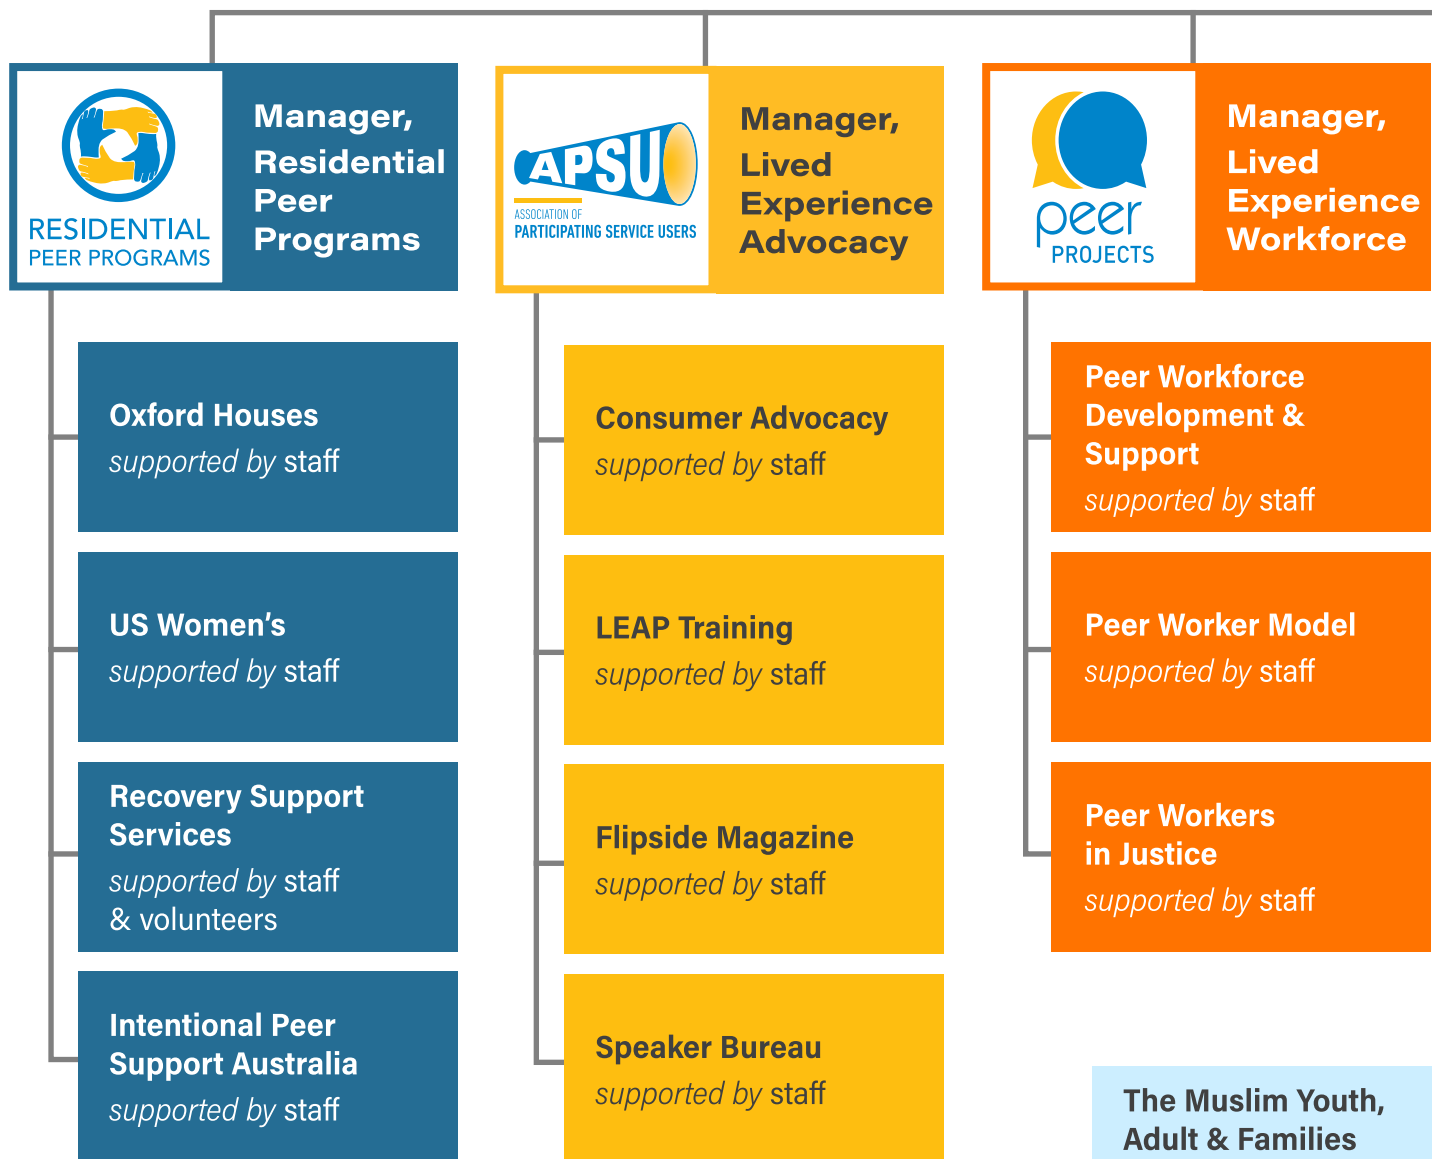 RESIDENTIAL
PEER PROGRAMS
Manager,
Residential
Peer
Programs
Oxford Houses
supported by staff
US Women’s
supported by staff
Recovery Support
Services
supported by staff
& volunteers
Intentional Peer
Support Australia
supported by staff
APSU
ASSOCIATION OF
PARTICIPATING SERVICE USERS
Manager,
Lived
Experience
Advocacy
Consumer Advocacy
supported by staff
LEAP Training
supported by staff
Flipside Magazine
supported by staff
Speaker Bureau
supported by staff
peer
PROJECTS
Manager,
Lived
Experience
Workforce
Peer Workforce
Development &
Support
supported by staff
Peer Worker Model
supported by staff
Peer Workers
in Justice
supported by staff
The Muslim Youth,
Adult & Families